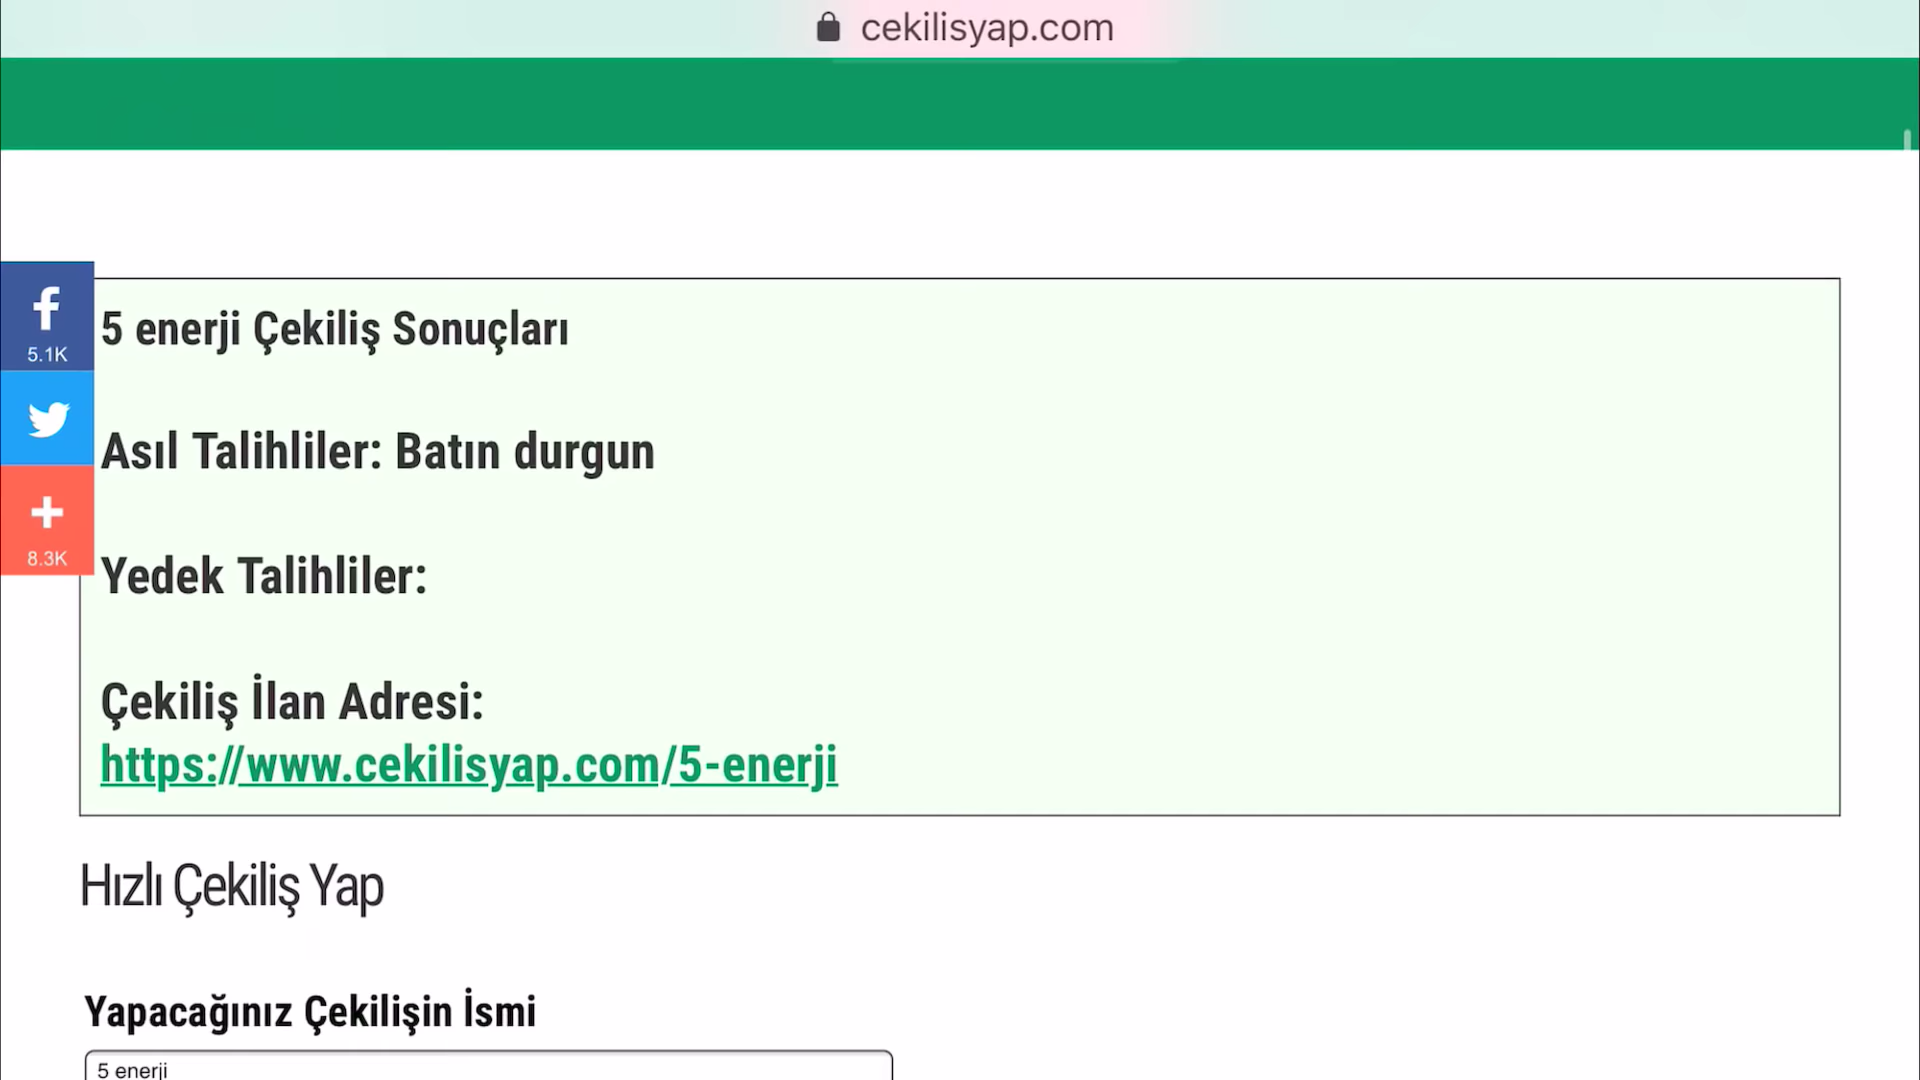 cekilisyap.com
5.1K
8.3K
5 enerji Çekiliş Sonuçları
Asıl Talihliler: Batın durgun
Yedek Talihliler:
Çekiliş İlan Adresi:
https://www.cekilisyap.com/5-enerji
Hızlı Çekiliş Yap
Yapacağınız Çekilişin İsmi
5 enerji